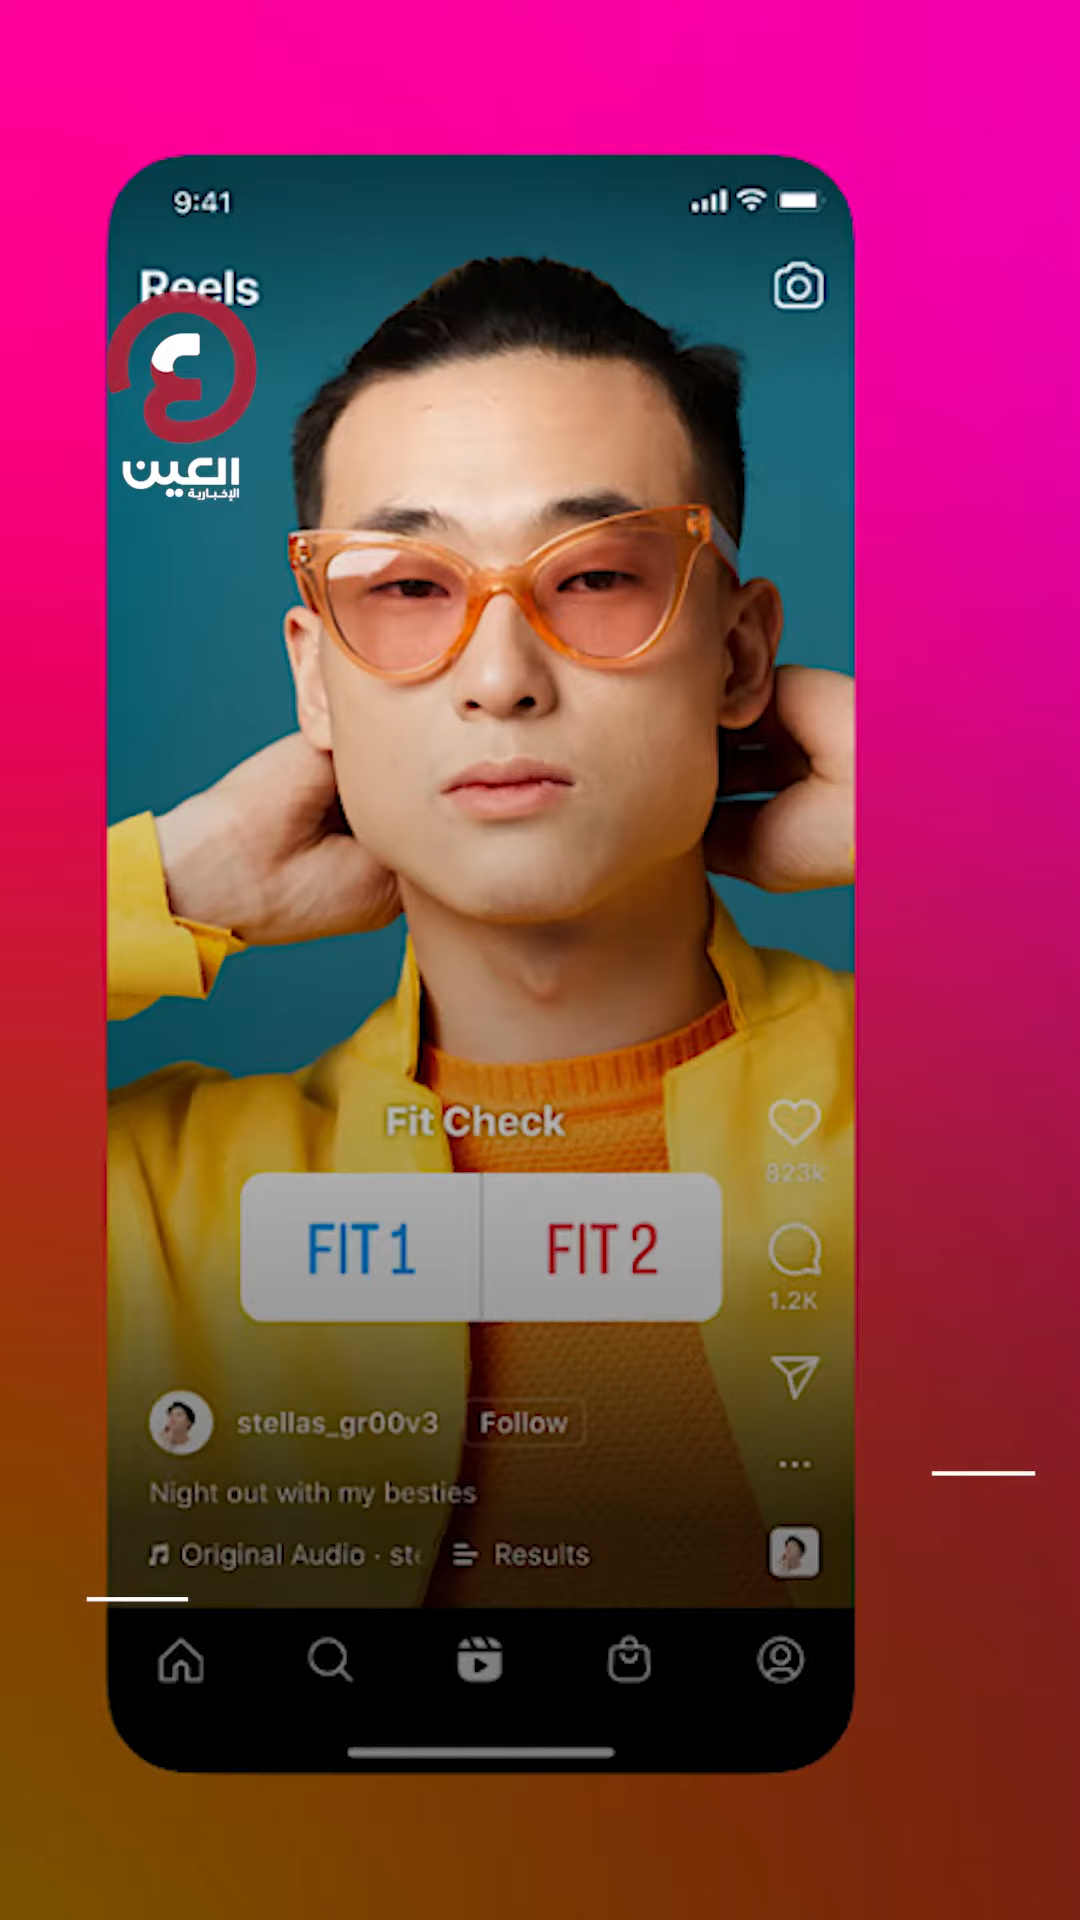 9:41
Reels
العين
الإخبارية
Fit Check
823k
FIT 1
FIT 2
1.2K
stellas_gr00v3
Follow
Night out with my besties
Original Audio · ste
Results